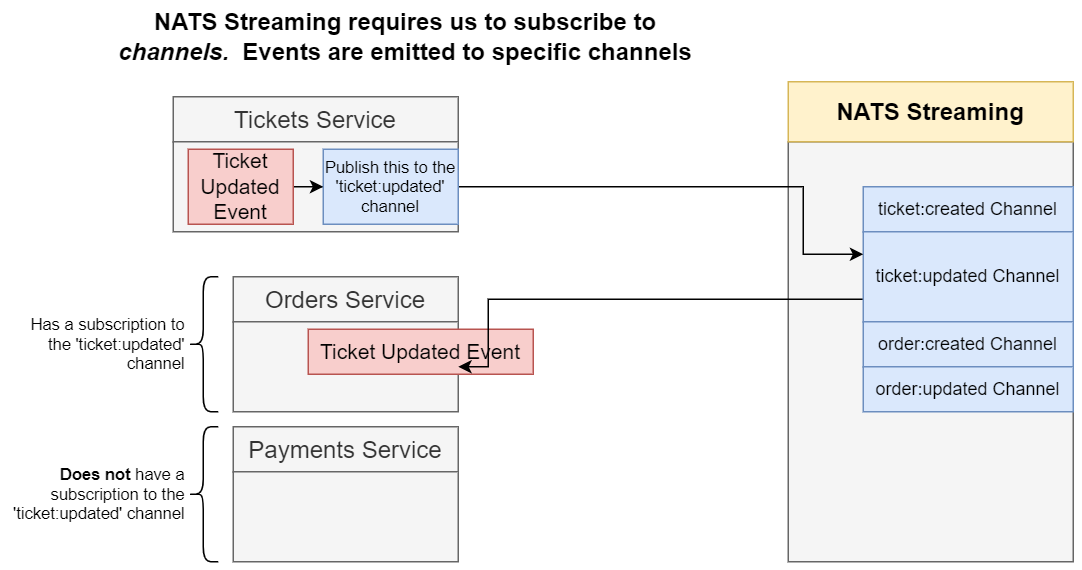 NATS Streaming requires us to subscribe to
channels. Events are emitted to specific channels
Tickets Service
Ticket
Updated
Event
Publish this to the
'ticket:updated'
channel
NATS Streaming
ticket:created Channel
ticket:updated Channel
order:created Channel
order:updated Channel
Has a subscription to
the 'ticket:updated'
channel
Orders Service
Ticket Updated Event
Does not have a
subscription to the
'ticket:updated' channel
Payments Service